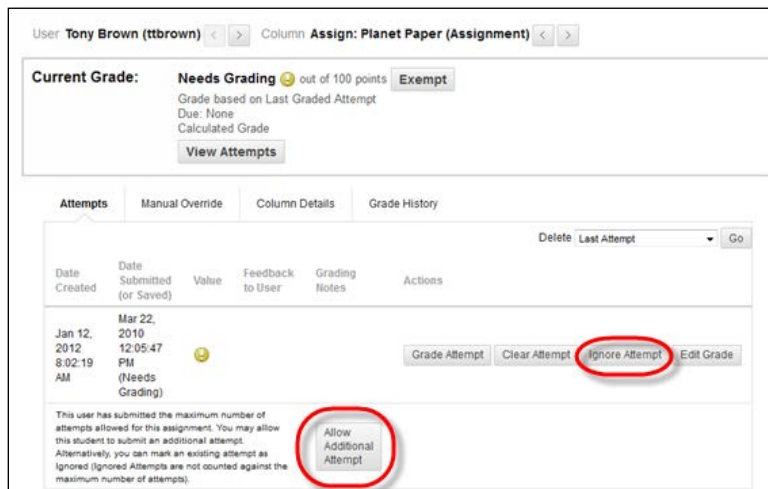 User Tony Brown (ttbrown) < > Column Assign: Planet Paper (Assignment) < >
Current Grade: Needs Grading ! out of 100 points Exempt
Grade based on Last Graded Attempt
Due: None
Calculated Grade
View Attempts
Attempts Manual Override Column Details Grade History
Delete Last Attempt Go
Date Created
Date Submitted (or Saved)
Value
Feedback to User
Grading Notes
Actions
Jan 12,
2012
8:02:19
AM
Mar 22,
2010
12:05:47
PM
(Needs
Grading)
!
Grade Attempt Clear Attempt Ignore Attempt Edit Grade
This user has submitted the maximum number of
attempts allowed for this assignment. You may allow
this student to submit an additional attempt.
Alternatively, you can mark an existing attempt as
Ignored (Ignored Attempts are not counted against the
maximum number of attempts).
Allow
Additional
Attempt